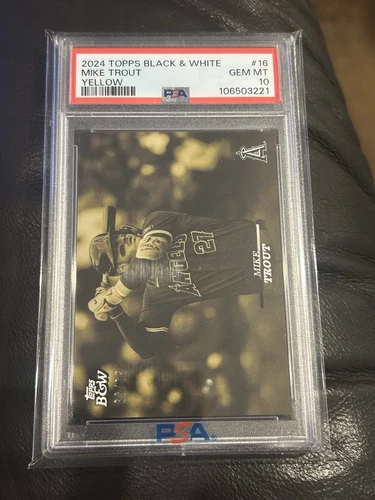 2024 TOPPS BLACK & WHITE #16
MIKE TROUT GEM MT
YELLOW 10
PSA 106503221
A
ANGELS
27
MIKE
TROUT
Topps
B&W
PSA